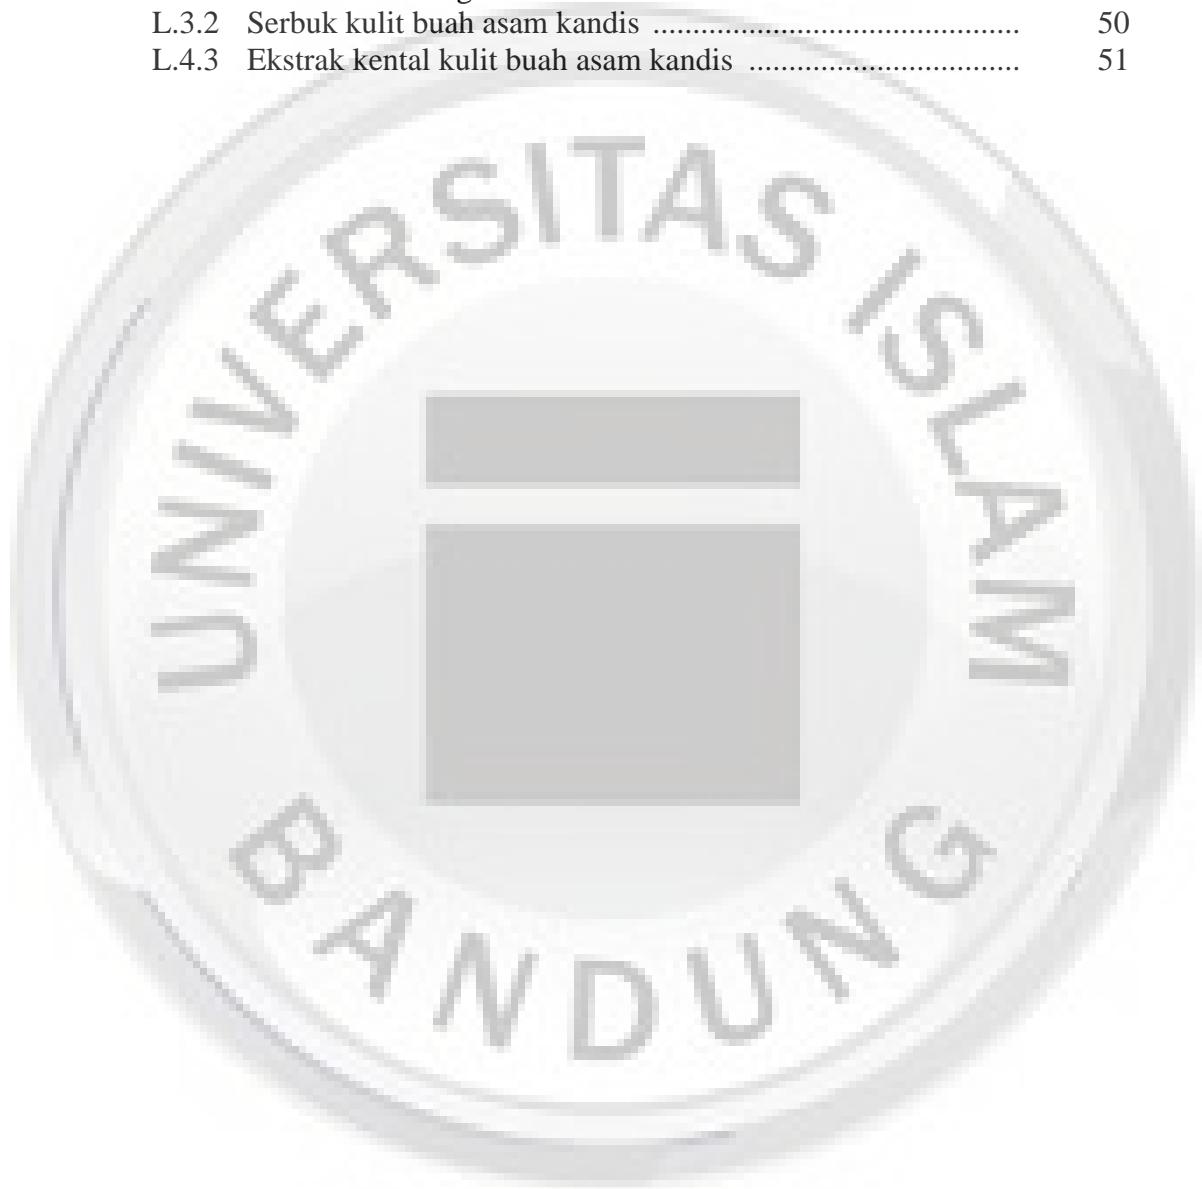 L.3.2 Serbuk kulit buah asam kandis .............................................. 50
L.4.3 Ekstrak kental kulit buah asam kandis .................................. 51
UNIVERSITAS ISLAM
BANDUNG